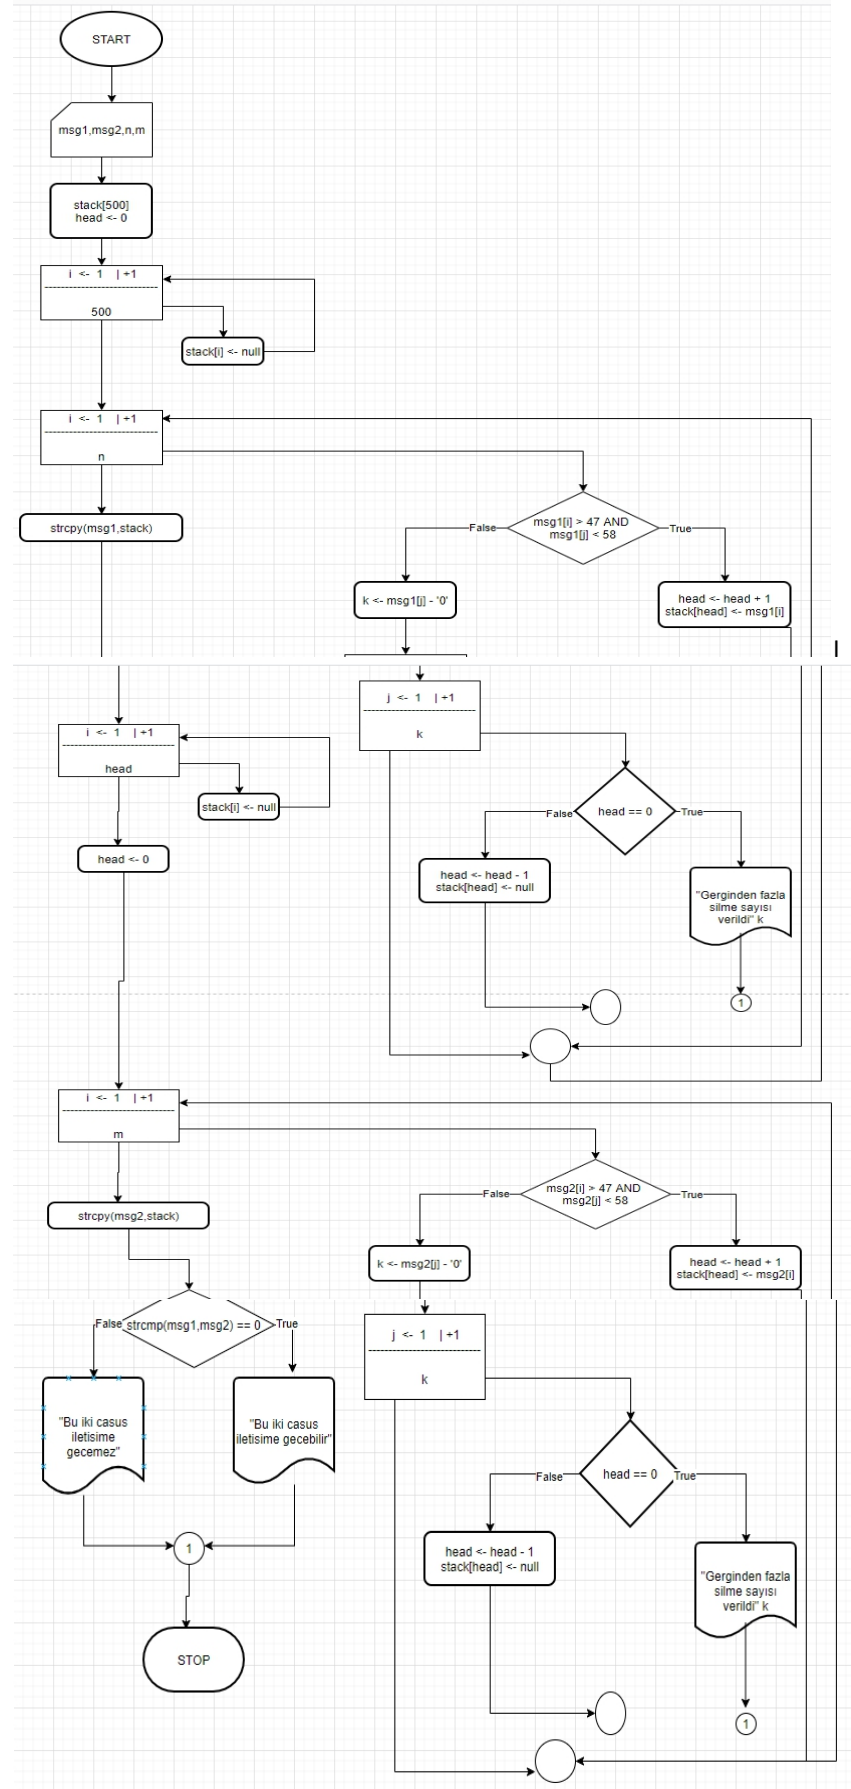 START
msg1,msg2,n,m
stack[500]
head <- 0
i <- 1 | +1
500
stack[i] <- null
i <- 1 | +1
n
strcpy(msg1,stack)
msg1[i] > 47 AND
msg1[j] < 58
False
True
k <- msg1[j] - '0'
head <- head + 1
stack[head] <- msg1[i]
j <- 1 | +1
k
i <- 1 | +1
head
stack[i] <- null
head == 0
False
True
head <- 0
head <- head - 1
stack[head] <- null
"Gerginden fazla
silme sayısı
verildi" k
1
i <- 1 | +1
m
msg2[i] > 47 AND
msg2[j] < 58
False
True
strcpy(msg2,stack)
k <- msg2[j] - '0'
head <- head + 1
stack[head] <- msg2[i]
strcmp(msg1,msg2) == 0
False
True
j <- 1 | +1
k
"Bu iki casus
iletisime
gecemez"
"Bu iki casus
iletisime gecebilir"
head == 0
False
True
1
head <- head - 1
stack[head] <- null
"Gerginden fazla
silme sayısı
verildi" k
STOP
1